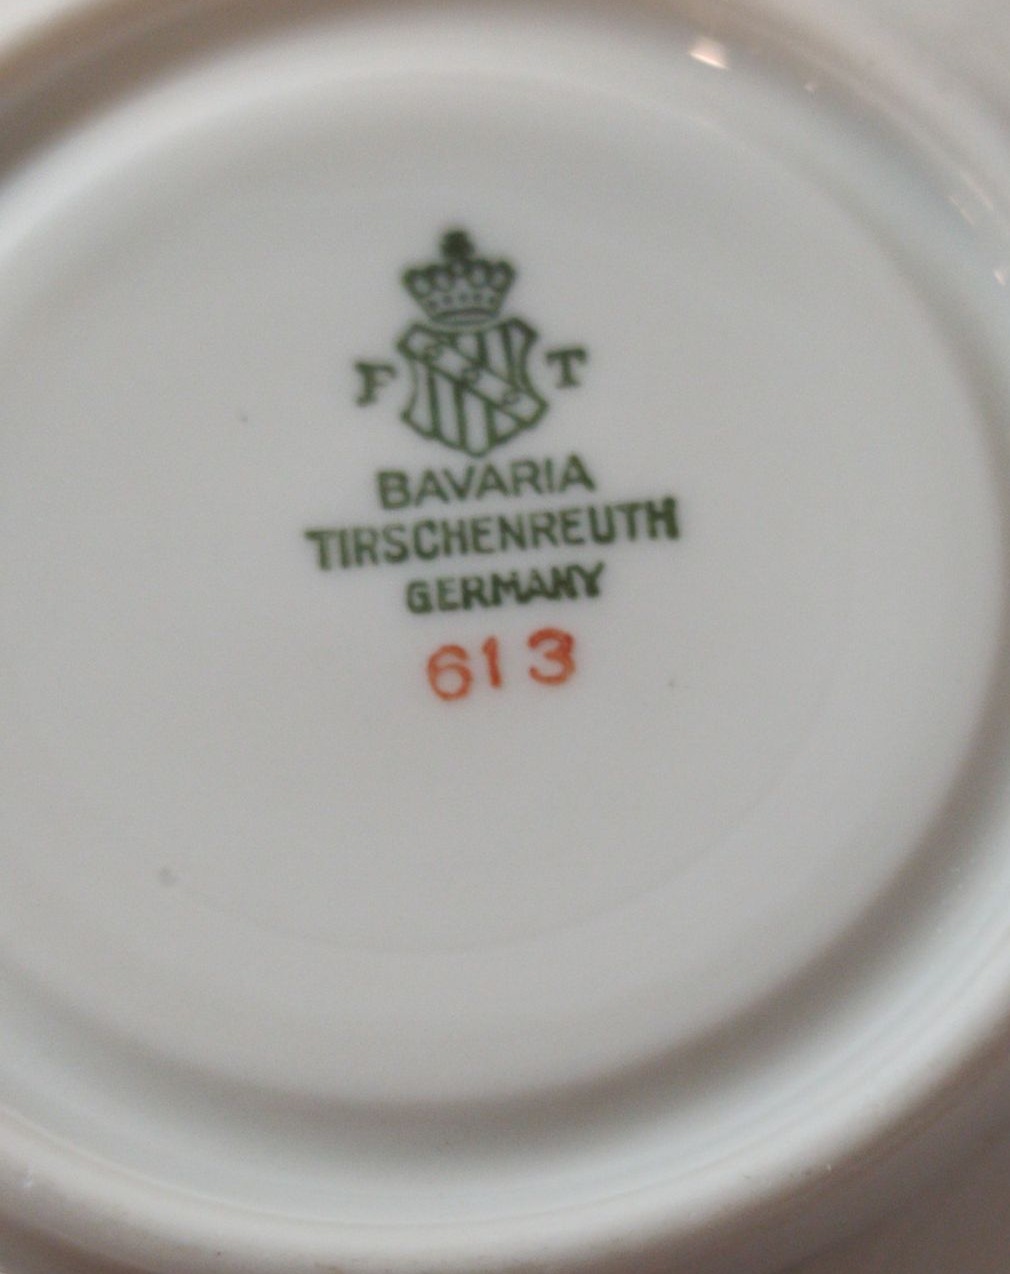 F T
BAVARIA
TIRSCHENREUTH
GERMANY
613